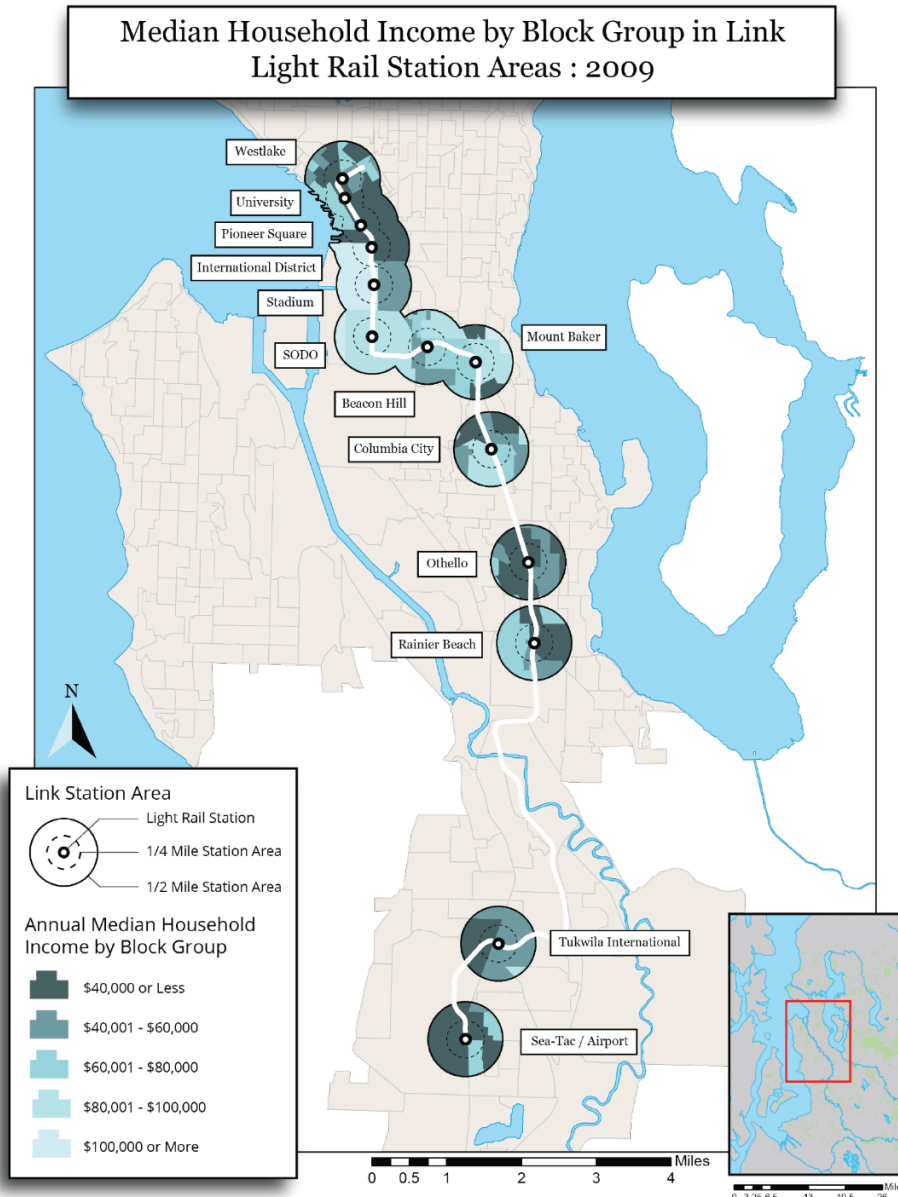 Median Household Income by Block Group in Link
Light Rail Station Areas : 2009
Westlake
University
Pioneer Square
International District
Stadium
SODO
Mount Baker
Beacon Hill
Columbia City
Othello
Rainier Beach
N
Link Station Area
Light Rail Station
1/4 Mile Station Area
1/2 Mile Station Area
Annual Median Household
Income by Block Group
$40,000 or Less
$40,001 - $60,000
$60,001 - $80,000
$80,001 - $100,000
$100,000 or More
Tukwila International
Sea-Tac / Airport
Miles
0 0.5 1 2 3 4